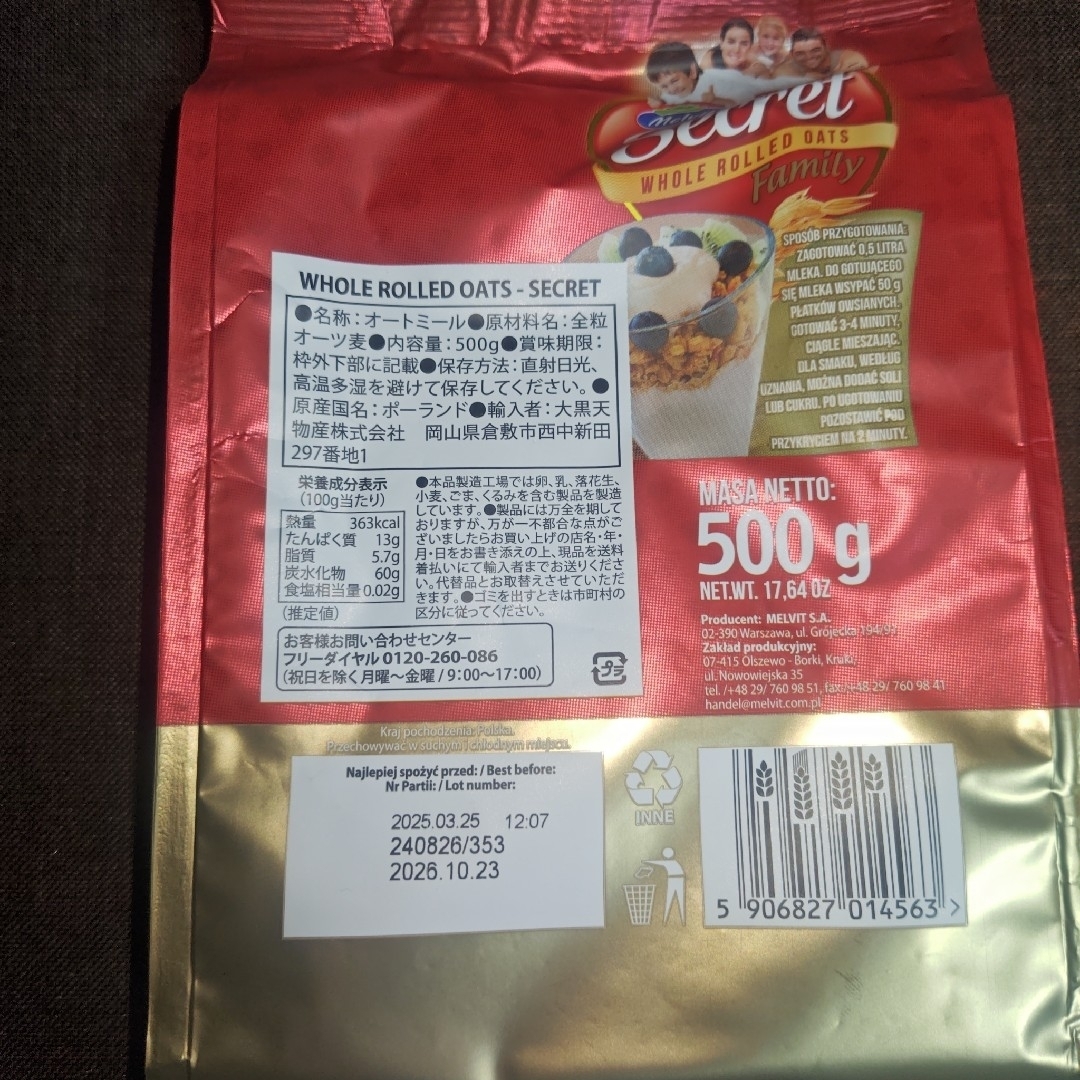 Secret
WHOLE ROLLED OATS
Family
SPOSÓB PRZYGOTOWANIA:
ZAGOTOWAĆ 0,5 LITRA
MLEKA. DO GOTUJĄCEGO
SIĘ MLEKA WSYPAĆ 50 g
PŁATKÓW OWSIANYCH.
GOTOWAĆ 3-4 MINUTY,
CIĄGLE MIESZAJĄC.
DLA SMAKU, WEDŁUG
UZNANIA, MOŻNA DODAĆ SOLI
LUB CUKRU. PO UGOTOWANIU
POZOSTAWIĆ POD
PRZYKRYCIEM NA 2 MINUTY.
WHOLE ROLLED OATS - SECRET
●名称：オートミール●原材料名：全粒
オーツ麦●内容量：500g●賞味期限：
枠外下部に記載●保存方法：直射日光、
高温多湿を避けて保存してください。●
原産国名：ポーランド●輸入者：大黒天
物産株式会社　岡山県倉敷市西中新田
297番地1
栄養成分表示
（100g当たり）
熱量 363kcal
たんぱく質 13g
脂質 5.7g
炭水化物 60g
食塩相当量 0.02g
（推定値）
●本品製造工場では卵、乳、落花生、
小麦、ごま、くるみを含む製品を製造
しています。●製品には万全を期して
おりますが、万が一不都合な点がご
ざいましたらお買い上げの店名・年・
月・日をお書き添えの上、現品を送料
着払いにて輸入者までお送りくださ
い。代替品とお取替えさせていただ
きます。●ゴミを出すときは市町村の
区分に従ってください。
お客様お問い合わせセンター
フリーダイヤル 0120-260-086
（祝日を除く月曜～金曜 / 9：00～17：00）
プラ
MASA NETTO:
500 g
NET.WT. 17,64 OZ
Producent: MELVIT S.A.
02-390 Warszawa, ul. Grójecka
Zakład produkcyjny:
07-415 Olszewo - Borki, Kruki,
ul. Nowowiejska 35
tel. /+48 29/ 760 98 51, fax: /+48 29/ 760 98 41
handel@melvit.com.pl
Kraj pochodzenia: Polska.
Przechowywać w suchym i chłodnym miejscu.
Najlepiej spożyć przed: / Best before:
Nr Partii: / Lot number:
2025.03.25 12:07
240826/353
2026.10.23
INNE
5 906827 014563 >